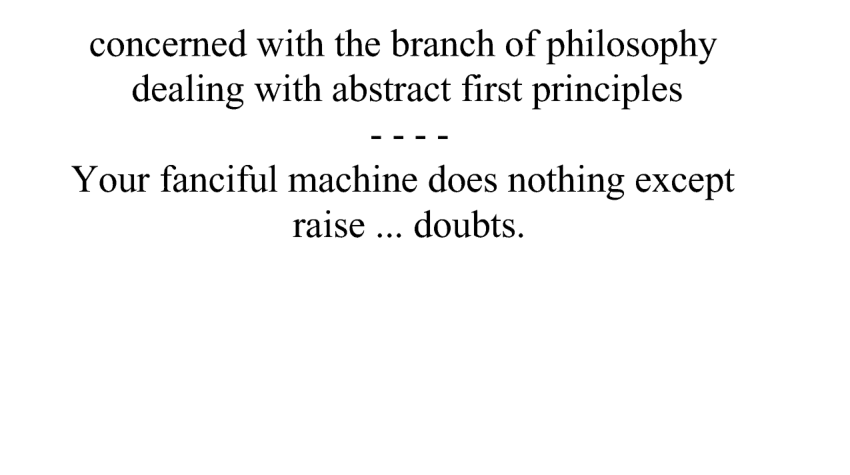 concerned with the branch of philosophy
dealing with abstract first principles
- - - -
Your fanciful machine does nothing except
raise ... doubts.